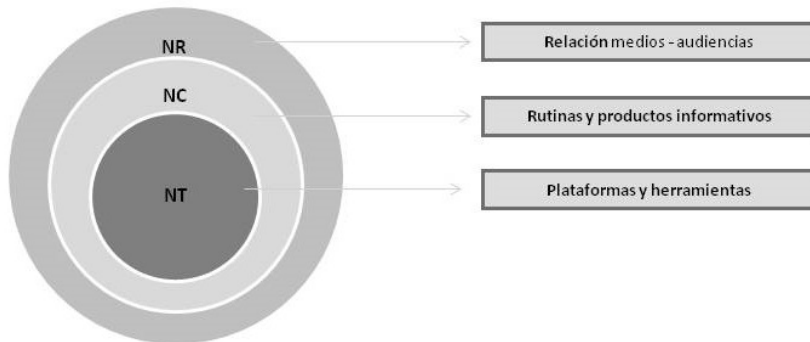 NR
Relación medios - audiencias
NC
Rutinas y productos informativos
NT
Plataformas y herramientas